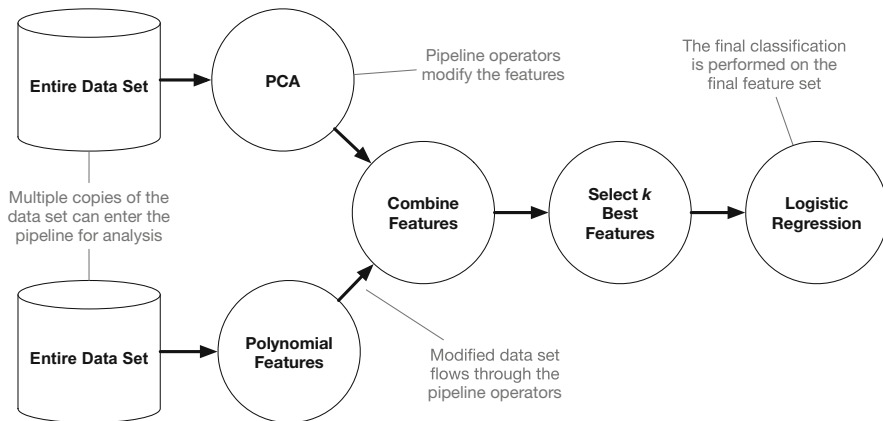 Entire Data Set
PCA
Pipeline operators
modify the features
The final classification
is performed on the
final feature set
Multiple copies of the
data set can enter the
pipeline for analysis
Combine
Features
Select k
Best
Features
Logistic
Regression
Entire Data Set
Polynomial
Features
Modified data set
flows through the
pipeline operators